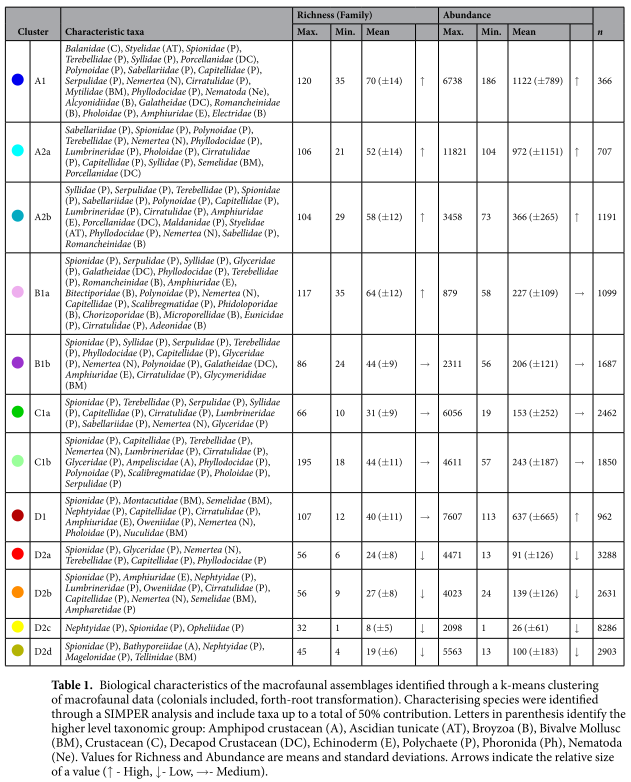 Cluster Characteristic taxa Richness (Family) Abundance n
Max. Min. Mean Max. Min. Mean
A1
Balanidae (C), Styelidae (AT), Spionidae (P),
Terebellidae (P), Syllidae (P), Porcellanidae (DC),
Polynoidae (P), Sabellariidae (P), Capitellidae (P),
Serpulidae (P), Nemertea (N), Cirratulidae (P),
Mytilidae (BM), Phyllodocidae (P), Nematoda (Ne),
Alcyonidiidae (B), Galatheidae (DC), Romancheinidae
(B), Pholoidae (P), Amphiuridae (E), Electridae (B)
120 35 70 (±14) ↑ 6738 186 1122 (±789) ↑ 366
A2a
Sabellariidae (P), Spionidae (P), Polynoidae (P),
Terebellidae (P), Nemertea (N), Phyllodocidae (P),
Lumbrineridae (P), Pholoidae (P), Cirratulidae
(P), Capitellidae (P), Syllidae (P), Semelidae (BM),
Porcellanidae (DC)
106 21 52 (±14) ↑ 11821 104 972 (±1151) ↑ 707
A2b
Syllidae (P), Serpulidae (P), Terebellidae (P), Spionidae
(P), Sabellariidae (P), Polynoidae (P), Capitellidae (P),
Lumbrineridae (P), Cirratulidae (P), Amphiuridae
(E), Porcellanidae (DC), Maldanidae (P), Styelidae
(AT), Phyllodocidae (P), Nemertea (N), Sabellidae (P),
Romancheinidae (B)
104 29 58 (±12) ↑ 3458 73 366 (±265) ↑ 1191
B1a
Spionidae (P), Serpulidae (P), Syllidae (P), Glyceridae
(P), Galatheidae (DC), Phyllodocidae (P), Terebellidae
(P), Romancheinidae (B), Amphiuridae (E),
Bitectiporidae (B), Polynoidae (P), Nemertea (N),
Capitellidae (P), Scalibregmatidae (P), Phidoloporidae
(B), Chorizoporidae (B), Microporellidae (B), Eunicidae
(P), Cirratulidae (P), Adeonidae (B)
117 35 64 (±12) ↑ 879 58 227 (±109) → 1099
B1b
Spionidae (P), Syllidae (P), Serpulidae (P), Terebellidae
(P), Phyllodocidae (P), Capitellidae (P), Glyceridae
(P), Nemertea (N), Polynoidae (P), Galatheidae (DC),
Amphiuridae (E), Cirratulidae (P), Glycymerididae
(BM)
86 24 44 (±9) → 2311 56 206 (±121) → 1687
C1a
Spionidae (P), Terebellidae (P), Serpulidae (P), Syllidae
(P), Capitellidae (P), Cirratulidae (P), Lumbrineridae
(P), Sabellariidae (P), Nemertea (N), Glyceridae (P)
66 10 31 (±9) → 6056 19 153 (±252) → 2462
C1b
Spionidae (P), Capitellidae (P), Terebellidae (P),
Nemertea (N), Lumbrineridae (P), Cirratulidae (P),
Glyceridae (P), Ampeliscidae (A), Phyllodocidae (P),
Polynoidae (P), Scalibregmatidae (P), Pholoidae (P),
Serpulidae (P)
195 18 44 (±11) → 4611 57 243 (±187) → 1850
D1
Spionidae (P), Montacutidae (BM), Semelidae (BM),
Nephtyidae (P), Capitellidae (P), Cirratulidae (P),
Amphiuridae (E), Oweniidae (P), Nemertea (N),
Pholoidae (P), Nuculidae (BM)
107 12 40 (±11) → 7607 113 637 (±665) ↑ 962
D2a
Spionidae (P), Glyceridae (P), Nemertea (N),
Terebellidae (P), Capitellidae (P), Phyllodocidae (P)
56 6 24 (±8) ↓ 4471 13 91 (±126) ↓ 3288
D2b
Spionidae (P), Amphiuridae (E), Nephtyidae (P),
Lumbrineridae (P), Oweniidae (P), Cirratulidae (P),
Capitellidae (P), Nemertea (N), Semelidae (BM),
Ampharetidae (P)
56 9 27 (±8) ↓ 4023 24 139 (±126) ↓ 2631
D2c
Nephtyidae (P), Spionidae (P), Opheliidae (P)
32 1 8 (±5) ↓ 2098 1 26 (±61) ↓ 8286
D2d
Spionidae (P), Bathyporeiidae (A), Nephtyidae (P),
Magelonidae (P), Tellinidae (BM)
45 4 19 (±6) ↓ 5563 13 100 (±183) ↓ 2903
Table 1. Biological characteristics of the macrofaunal assemblages identified through a k-means clustering
of macrofaunal data (colonials included, forth-root transformation). Characterising species were identified
through a SIMPER analysis and include taxa up to a total of 50% contribution. Letters in parenthesis identify the
higher level taxonomic group: Amphipod crustacean (A), Ascidian tunicate (AT), Broyzoa (B), Bivalve Mollusc
(BM), Crustacean (C), Decapod Crustacean (DC), Echinoderm (E), Polychaete (P), Phoronida (Ph), Nematoda
(Ne). Values for Richness and Abundance are means and standard deviations. Arrows indicate the relative size
of a value (↑ - High, ↓- Low, →- Medium).